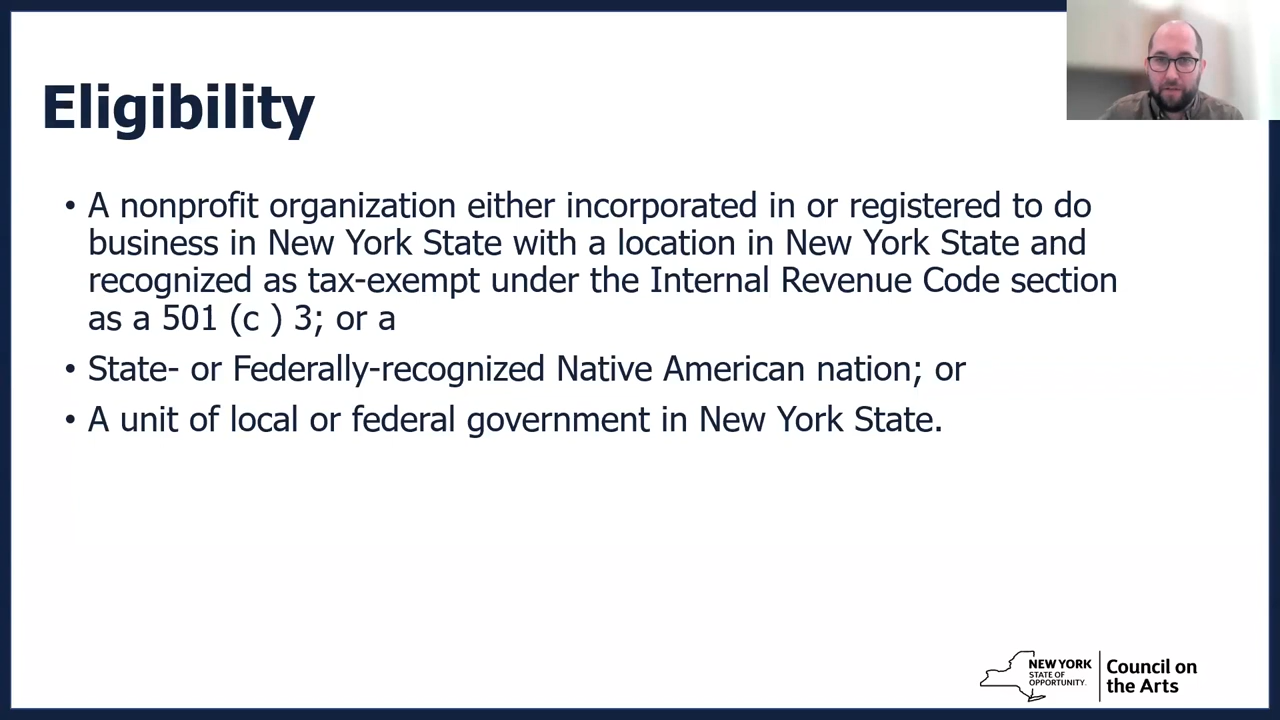 Eligibility
• A nonprofit organization either incorporated in or registered to do
business in New York State with a location in New York State and
recognized as tax-exempt under the Internal Revenue Code section
as a 501 (c ) 3; or a
• State- or Federally-recognized Native American nation; or
• A unit of local or federal government in New York State.
NEW YORK
STATE OF
OPPORTUNITY.
Council on
the Arts